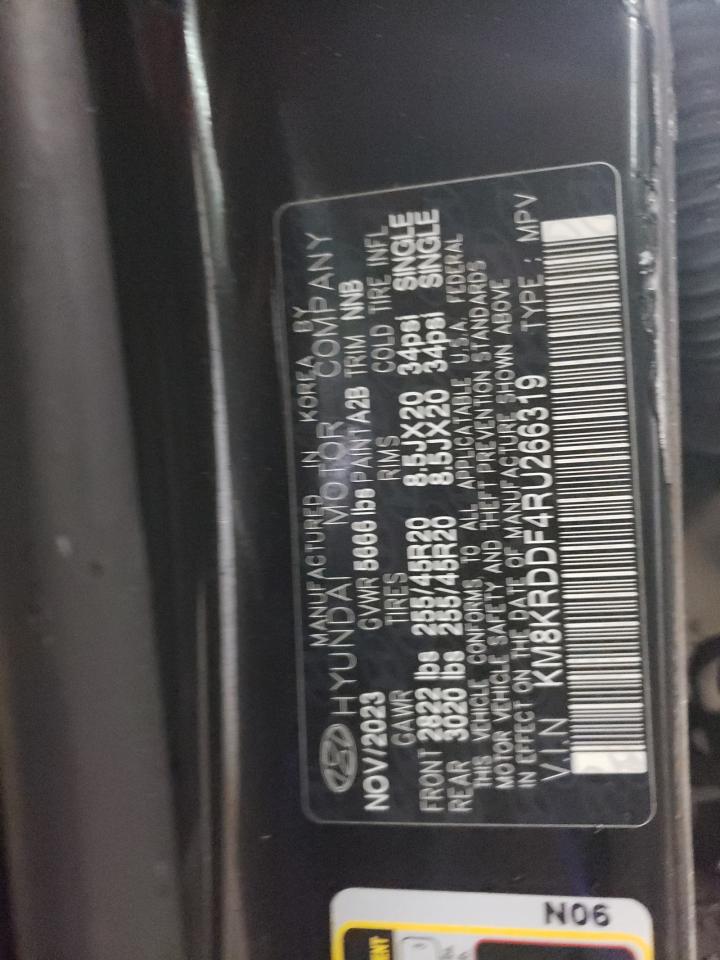 MANUFACTURED IN KOREA BY
HYUNDAI MOTOR COMPANY
NOV/2023 GVWR 5666 lbs PAINT A2B TRIM NNB
GAWR TIRES RIMS COLD TIRE INFL
FRONT 2822 lbs 255/45R20 8.5JX20 34psi SINGLE
REAR 3020 lbs 255/45R20 8.5JX20 34psi SINGLE
THIS VEHICLE CONFORMS TO ALL APPLICABLE U.S.A. FEDERAL
MOTOR VEHICLE SAFETY AND THEFT PREVENTION STANDARDS
IN EFFECT ON THE DATE OF MANUFACTURE SHOWN ABOVE
V.I.N KM8KRDDF4RU266319 TYPE : MPV
N06